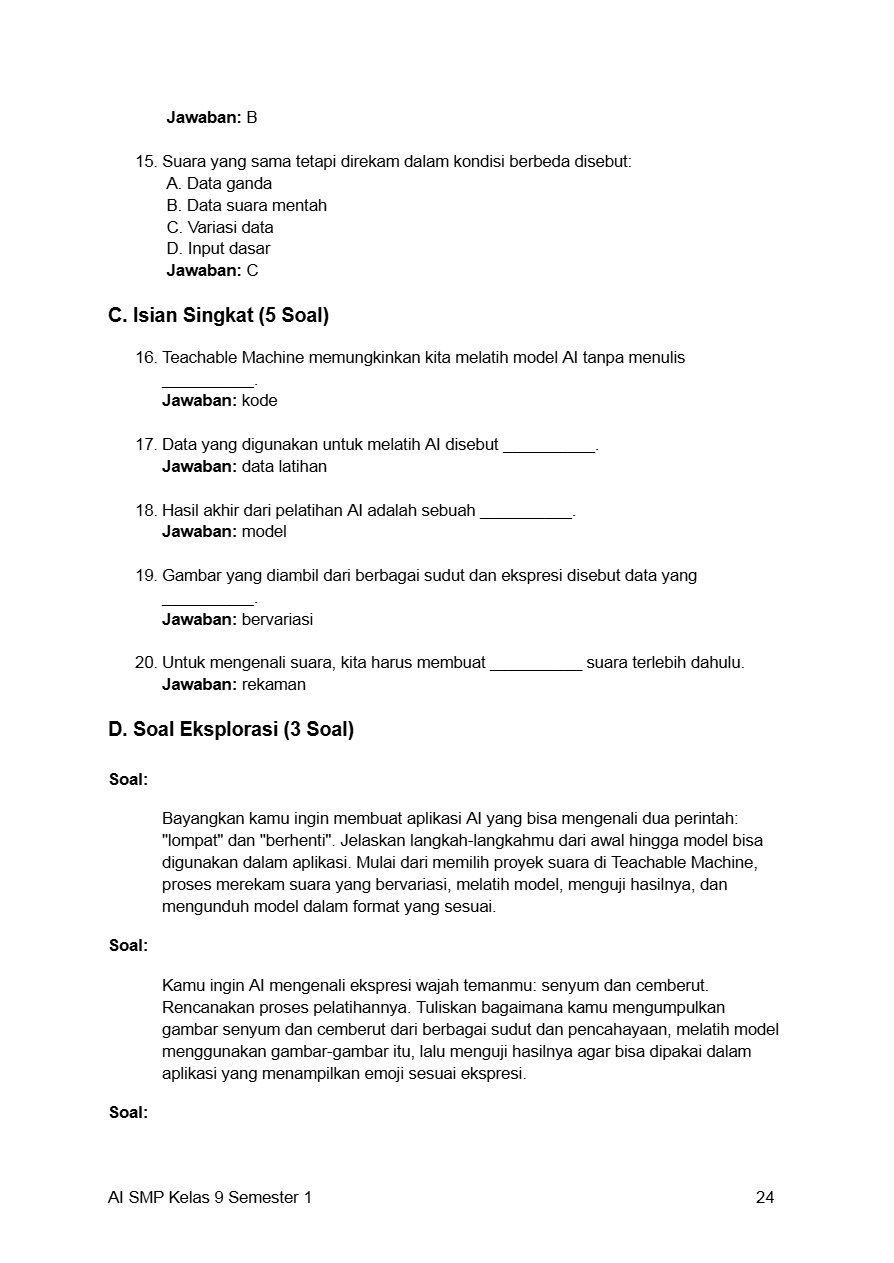 Jawaban: B
15. Suara yang sama tetapi direkam dalam kondisi berbeda disebut:
A. Data ganda
B. Data suara mentah
C. Variasi data
D. Input dasar
Jawaban: C
C. Isian Singkat (5 Soal)
16. Teachable Machine memungkinkan kita melatih model AI tanpa menulis
__________.
Jawaban: kode
17. Data yang digunakan untuk melatih AI disebut __________.
Jawaban: data latihan
18. Hasil akhir dari pelatihan AI adalah sebuah __________.
Jawaban: model
19. Gambar yang diambil dari berbagai sudut dan ekspresi disebut data yang
__________.
Jawaban: bervariasi
20. Untuk mengenali suara, kita harus membuat __________ suara terlebih dahulu.
Jawaban: rekaman
D. Soal Eksplorasi (3 Soal)
Soal:
Bayangkan kamu ingin membuat aplikasi AI yang bisa mengenali dua perintah:
"lompat" dan "berhenti". Jelaskan langkah-langkahmu dari awal hingga model bisa
digunakan dalam aplikasi. Mulai dari memilih proyek suara di Teachable Machine,
proses merekam suara yang bervariasi, melatih model, menguji hasilnya, dan
mengunduh model dalam format yang sesuai.
Soal:
Kamu ingin AI mengenali ekspresi wajah temanmu: senyum dan cemberut.
Rencanakan proses pelatihannya. Tuliskan bagaimana kamu mengumpulkan
gambar senyum dan cemberut dari berbagai sudut dan pencahayaan, melatih model
menggunakan gambar-gambar itu, lalu menguji hasilnya agar bisa dipakai dalam
aplikasi yang menampilkan emoji sesuai ekspresi.
Soal:
AI SMP Kelas 9 Semester 1 24